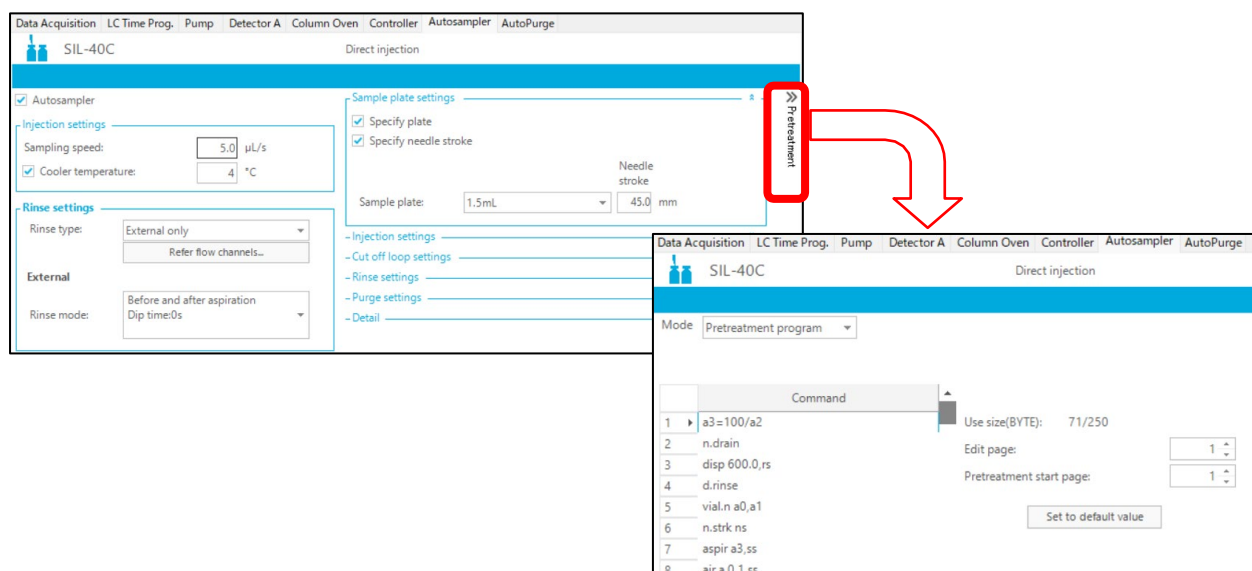 Data Acquisition LC Time Prog. Pump Detector A Column Oven Controller Autosampler AutoPurge
SIL-40C Direct injection
Autosampler
Injection settings
Sampling speed: 5.0 µL/s
Cooler temperature: 4 °C
Rinse settings
Rinse type: External only
Refer flow channels...
External
Rinse mode: Before and after aspiration
Dip time:0s
Sample plate settings
Specify plate
Specify needle stroke
Needle
stroke
Sample plate: 1.5mL 45.0 mm
Injection settings
Cut off loop settings
Rinse settings
Purge settings
Detail
Pretreatment
Data Acquisition LC Time Prog. Pump Detector A Column Oven Controller Autosampler AutoPurge
SIL-40C Direct injection
Mode Pretreatment program
Command
1 a3=100/a2
2 n.drain
3 disp 600.0,rs
4 d.rinse
5 vial.n a0,a1
6 n.strk ns
7 aspir a3,ss
8 air.a 0.1,ss
Use size(BYTE): 71/250
Edit page: 1
Pretreatment start page: 1
Set to default value